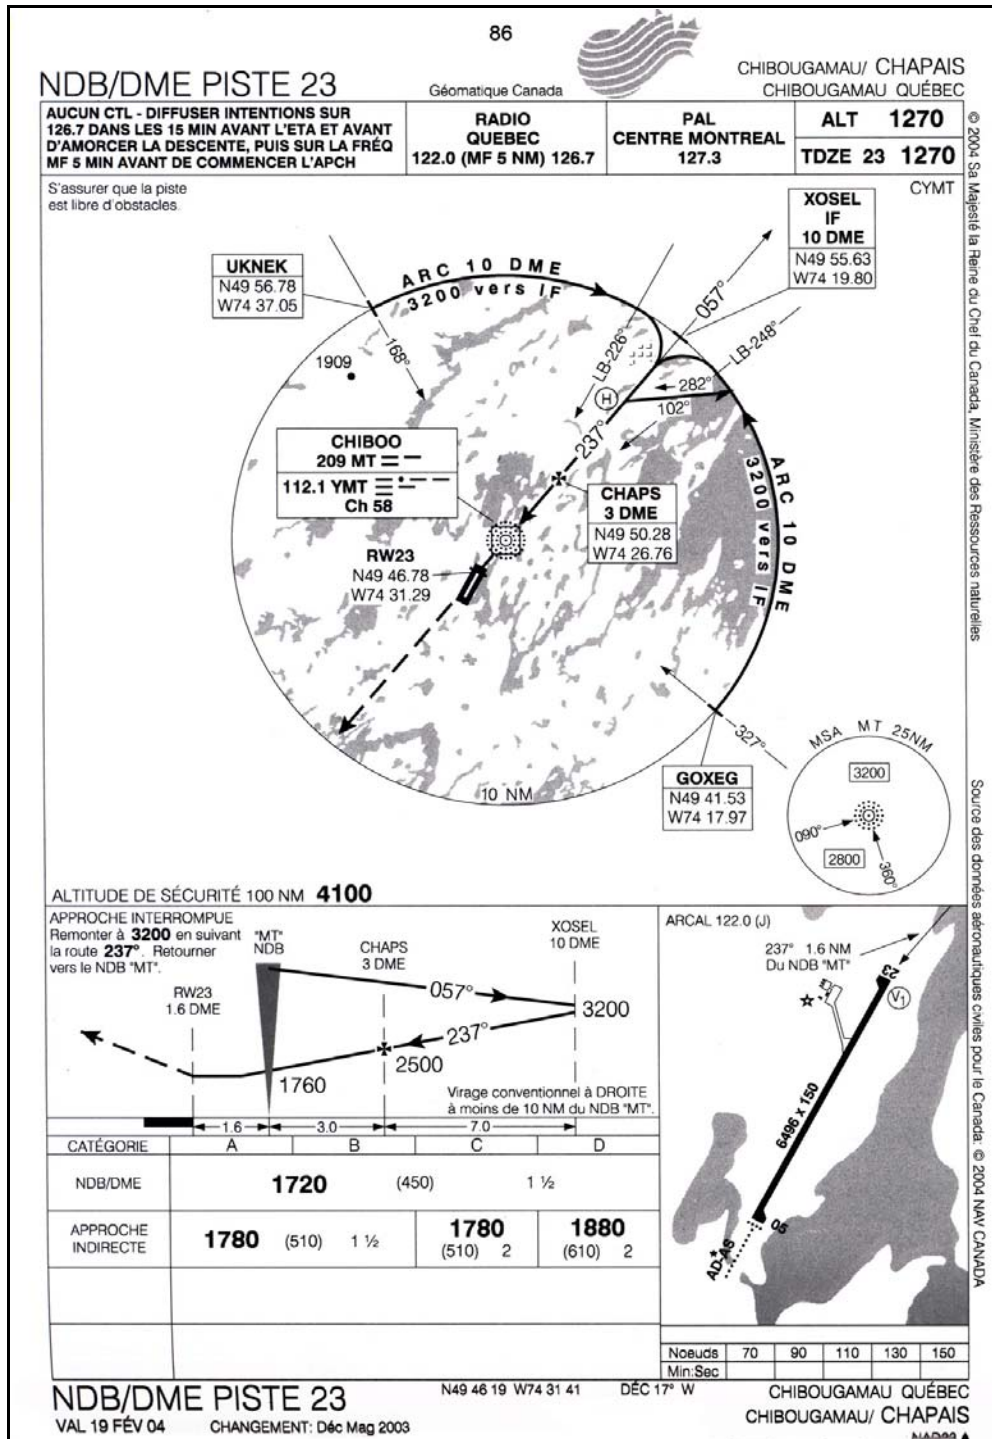 86
NDB/DME PISTE 23
Géomatique Canada
CHIBOUGAMAU/ CHAPAIS
CHIBOUGAMAU QUÉBEC
AUCUN CTL - DIFFUSER INTENTIONS SUR
126.7 DANS LES 15 MIN AVANT L'ETA ET AVANT
D'AMORCER LA DESCENTE, PUIS SUR LA FRÉQ
MF 5 MIN AVANT DE COMMENCER L'APCH
RADIO
QUEBEC
122.0 (MF 5 NM) 126.7
PAL
CENTRE MONTREAL
127.3
ALT 1270
TDZE 23 1270
S'assurer que la piste
est libre d'obstacles.
CYMT
XOSEL
IF
10 DME
N49 55.63
W74 19.80
UKNEK
N49 56.78
W74 37.05
ARC 10 DME
3200 vers IF
057°
168°
LB-226°
LB-248°
1909
282°
102°
H
237°
CHIBOO
209 MT
112.1 YMT
Ch 58
CHAPS
3 DME
N49 50.28
W74 26.76
ARC 10 DME
3200 vers IF
RW23
N49 46.78
W74 31.29
327°
GOXEG
N49 41.53
W74 17.97
10 NM
MSA MT 25NM
3200
090°
2800
360°
ALTITUDE DE SÉCURITÉ 100 NM 4100
APPROCHE INTERROMPUE
Remonter à 3200 en suivant
la route 237°. Retourner
vers le NDB "MT".
"MT"
NDB
CHAPS
3 DME
XOSEL
10 DME
RW23
1.6 DME
057°
3200
237°
2500
1760
Virage conventionnel à DROITE
à moins de 10 NM du NDB "MT".
1.6 3.0 7.0
CATÉGORIE A B C D
NDB/DME 1720 (450) 1 ½
APPROCHE
INDIRECTE
1780 (510) 1 ½
1780
(510) 2
1880
(610) 2
ARCAL 122.0 (J)
237° 1.6 NM
Du NDB "MT"
23
V1
6496 x 150
05
AD-AS
Noeuds 70 90 110 130 150
Min:Sec
NDB/DME PISTE 23
N49 46 19 W74 31 41 DÉC 17° W
CHIBOUGAMAU QUÉBEC
CHIBOUGAMAU/ CHAPAIS
VAL 19 FÉV 04 CHANGEMENT: Déc Mag 2003
© 2004 Sa Majesté la Reine du Chef du Canada, Ministère des Ressources naturelles
Source des données aéronautiques civiles pour le Canada: © 2004 NAV CANADA